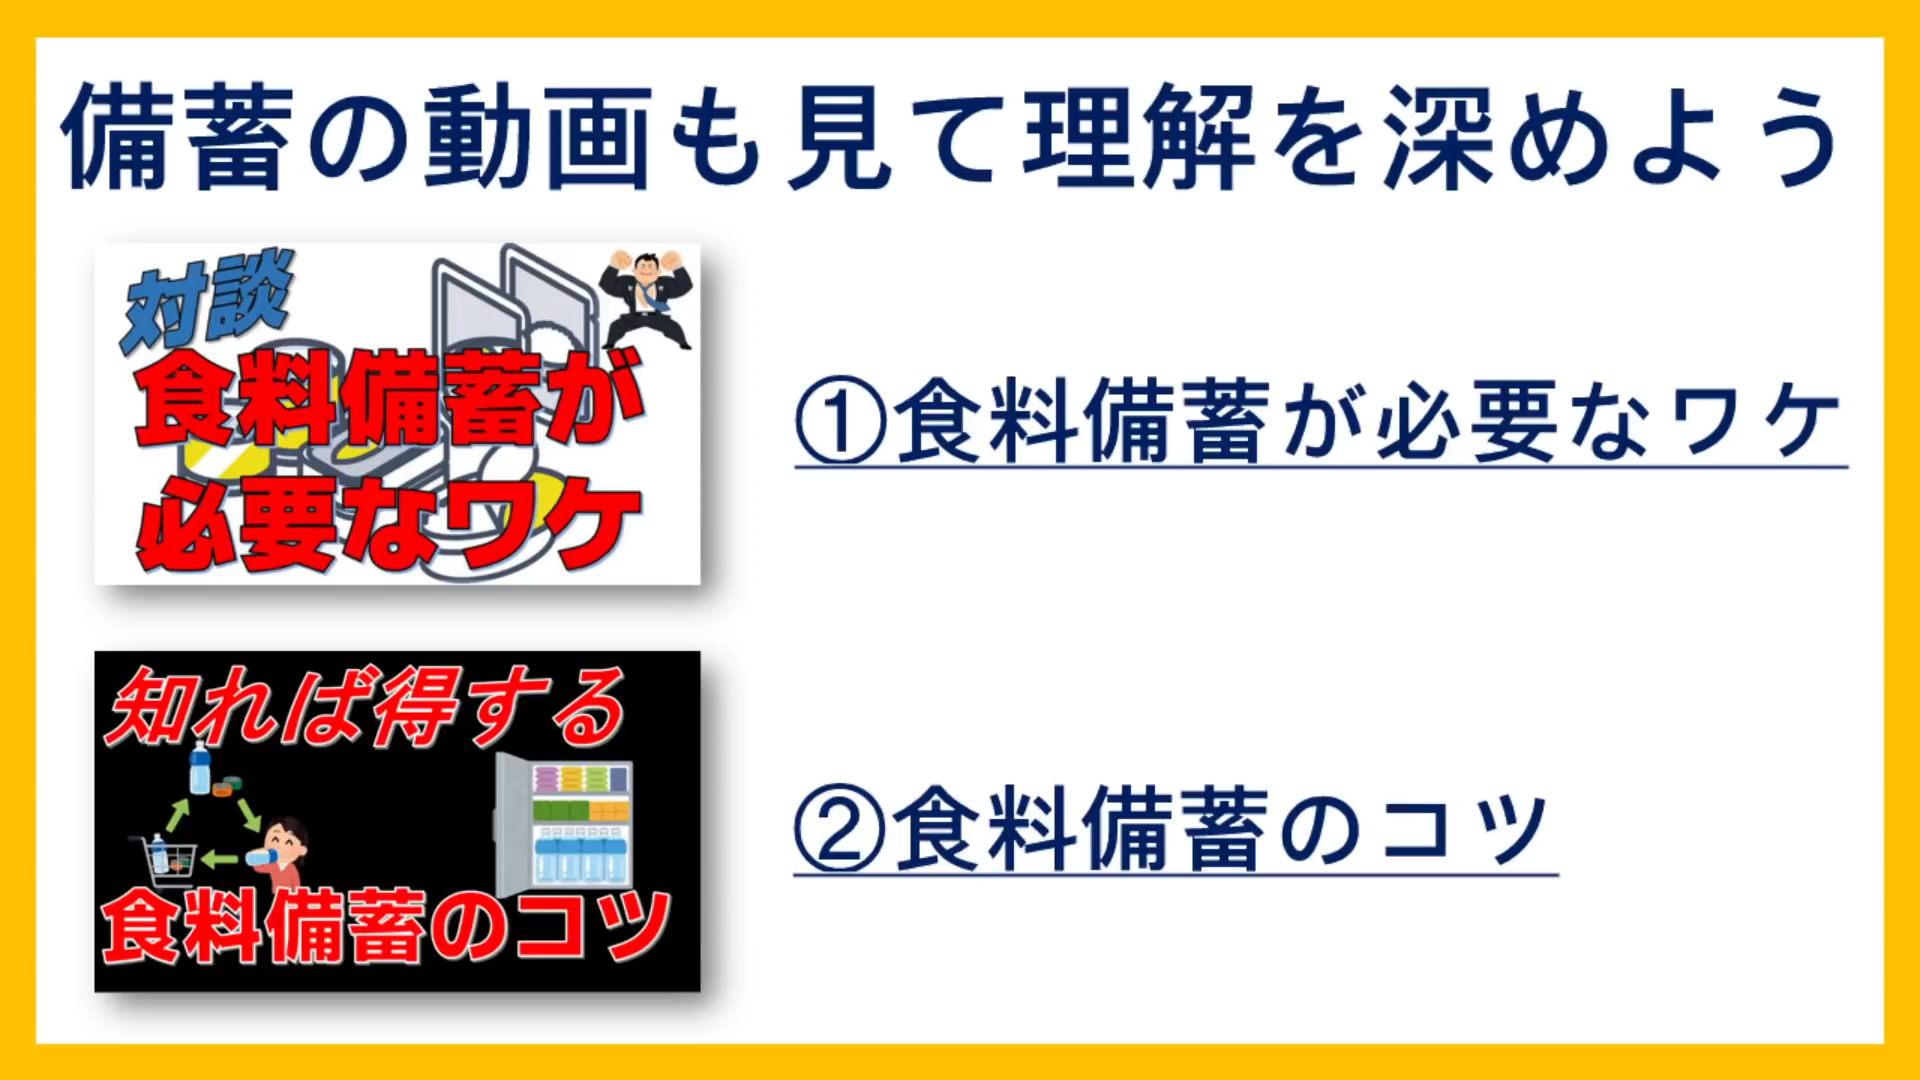 備蓄の動画も見て理解を深めよう
対談
食料備蓄が
必要なワケ
①食料備蓄が必要なワケ
知れば得する
食料備蓄のコツ
②食料備蓄のコツ